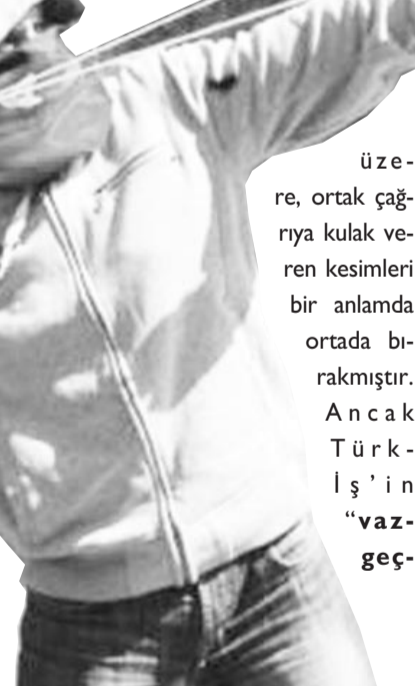 üze-
re, ortak çağ-
rıya kulak ve-
ren kesimleri
bir anlamda
ortada bı-
rakmıştır.
Ancak
Türk-
İş’in
“vaz-
geç-